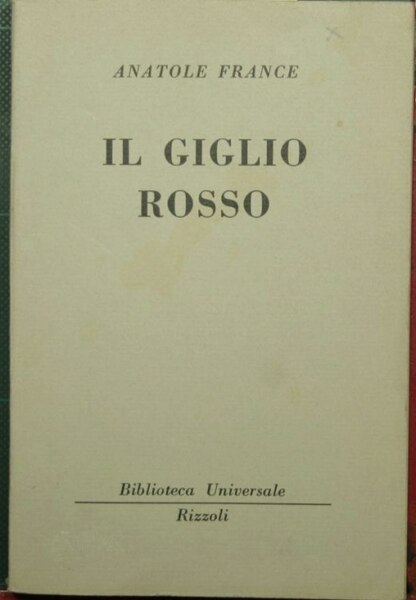 ANATOLE FRANCE
IL GIGLIO
ROSSO
Biblioteca Universale
Rizzoli